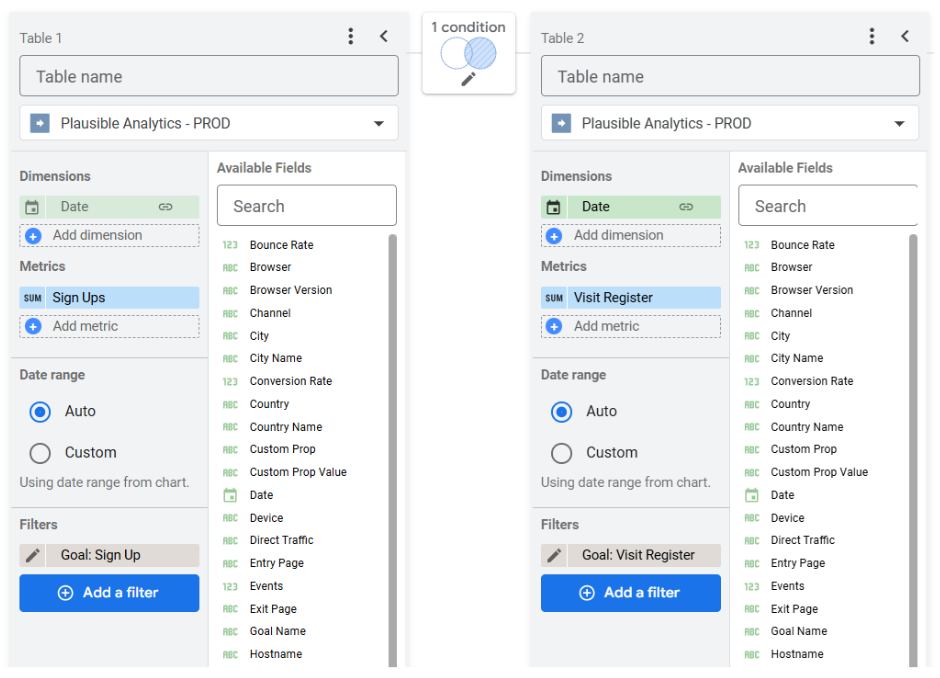 Table 1
Table name
Plausible Analytics - PROD
Dimensions
Date
Add dimension
Metrics
SUM Sign Ups
Add metric
Date range
Auto
Custom
Using date range from chart.
Filters
Goal: Sign Up
Add a filter
Available Fields
Search
123 Bounce Rate
ABC Browser
ABC Browser Version
ABC Channel
ABC City
ABC City Name
123 Conversion Rate
ABC Country
ABC Country Name
ABC Custom Prop
ABC Custom Prop Value
Date
ABC Device
ABC Direct Traffic
ABC Entry Page
123 Events
ABC Exit Page
ABC Goal Name
ABC Hostname
1 condition
Table 2
Table name
Plausible Analytics - PROD
Dimensions
Date
Add dimension
Metrics
SUM Visit Register
Add metric
Date range
Auto
Custom
Using date range from chart.
Filters
Goal: Visit Register
Add a filter
Available Fields
Search
123 Bounce Rate
ABC Browser
ABC Browser Version
ABC Channel
ABC City
ABC City Name
123 Conversion Rate
ABC Country
ABC Country Name
ABC Custom Prop
ABC Custom Prop Value
Date
ABC Device
ABC Direct Traffic
ABC Entry Page
123 Events
ABC Exit Page
ABC Goal Name
ABC Hostname